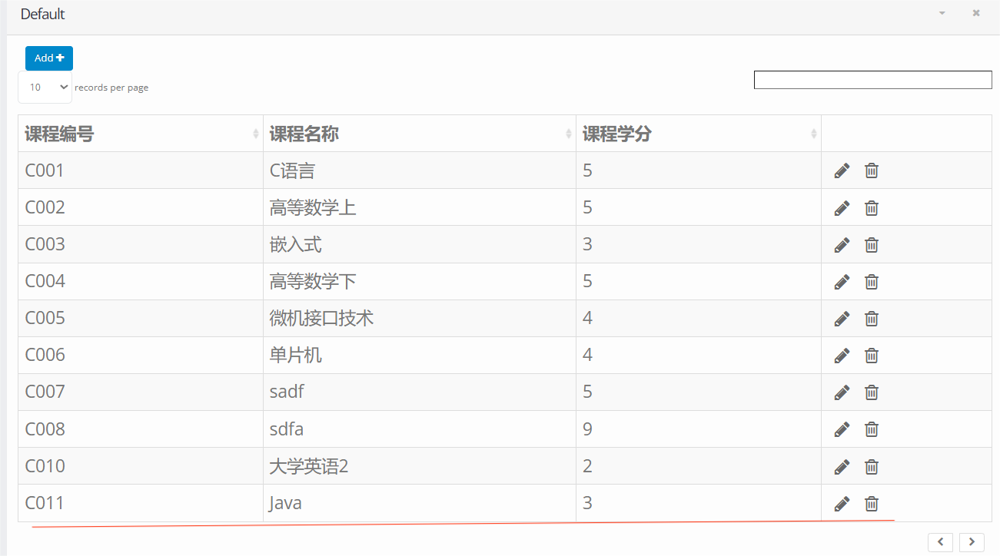 Default
Add
10 records per page
课程编号 课程名称 课程学分
C001 C语言 5
C002 高等数学上 5
C003 嵌入式 3
C004 高等数学下 5
C005 微机接口技术 4
C006 单片机 4
C007 sadf 5
C008 sdfa 9
C010 大学英语2 2
C011 Java 3